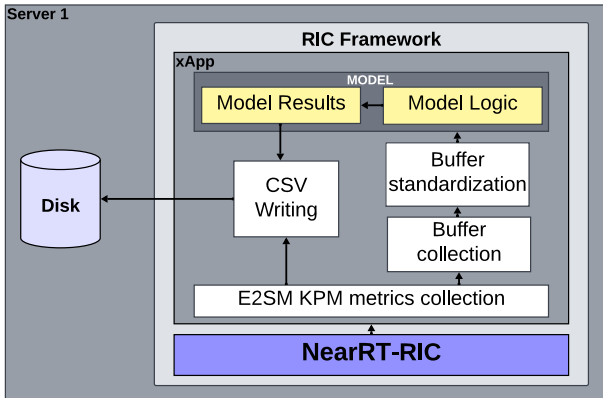 Server 1
RIC Framework
xApp
MODEL
Model Results
Model Logic
Buffer
standardization
CSV
Writing
Disk
Buffer
collection
E2SM KPM metrics collection
NearRT-RIC